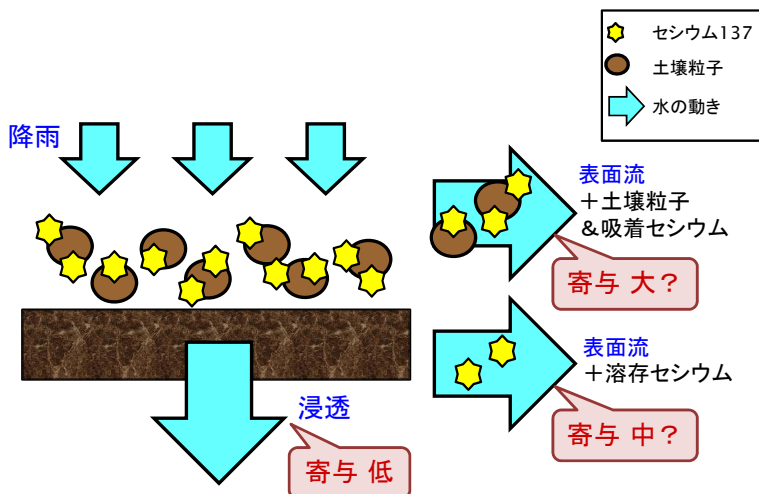 セシウム137
土壌粒子
水の動き
降雨
表面流
＋土壌粒子
＆吸着セシウム
寄与 大？
表面流
＋溶存セシウム
寄与 中？
浸透
寄与 低